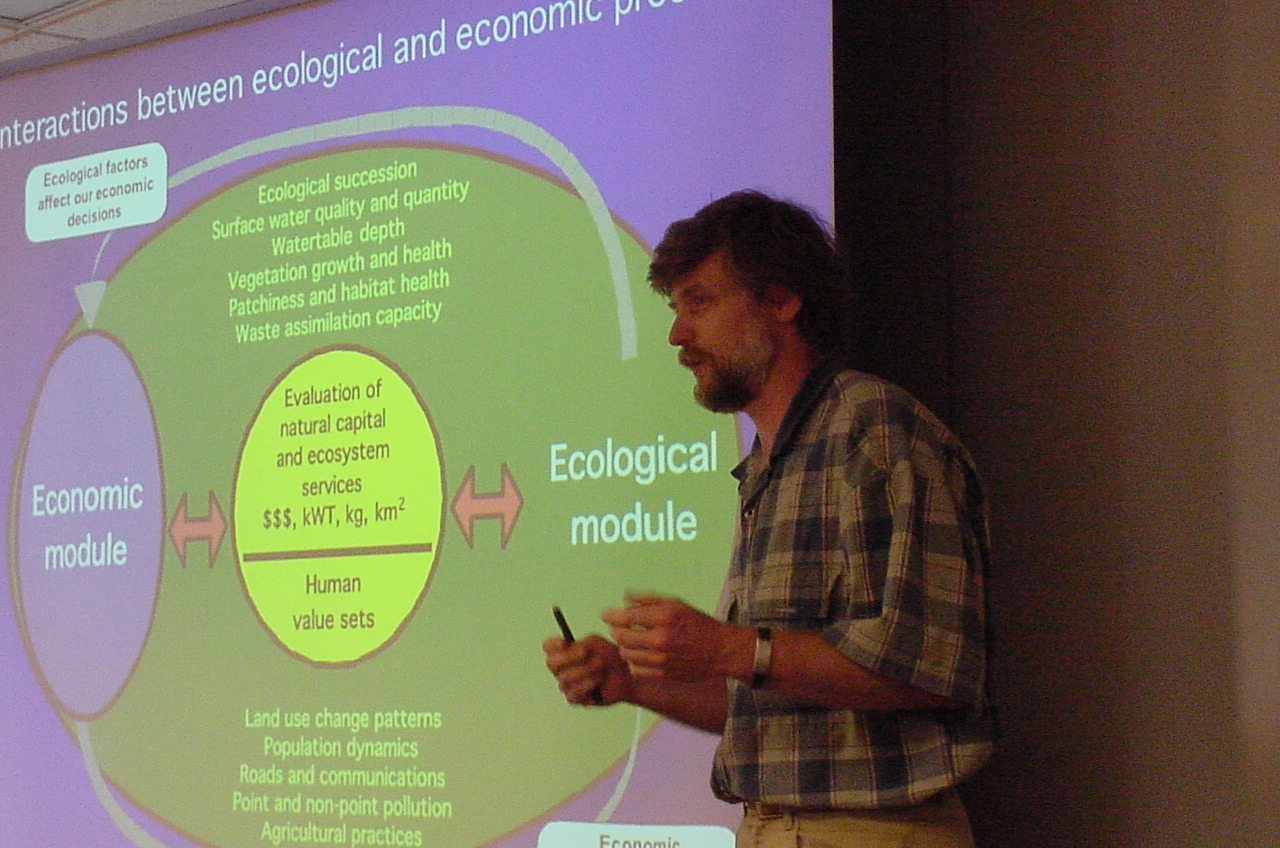 nteractions between ecological and economic
Ecological factors
affect our economic
decisions
Ecological succession
Surface water quality and quantity
Watertable depth
Vegetation growth and health
Patchiness and habitat health
Waste assimilation capacity
Economic
module
Evaluation of
natural capital
and ecosystem
services
$$$, kWT, kg, km²
Human
value sets
Ecological
module
Land use change patterns
Population dynamics
Roads and communications
Point and non-point pollution
Agricultural practices
Economic